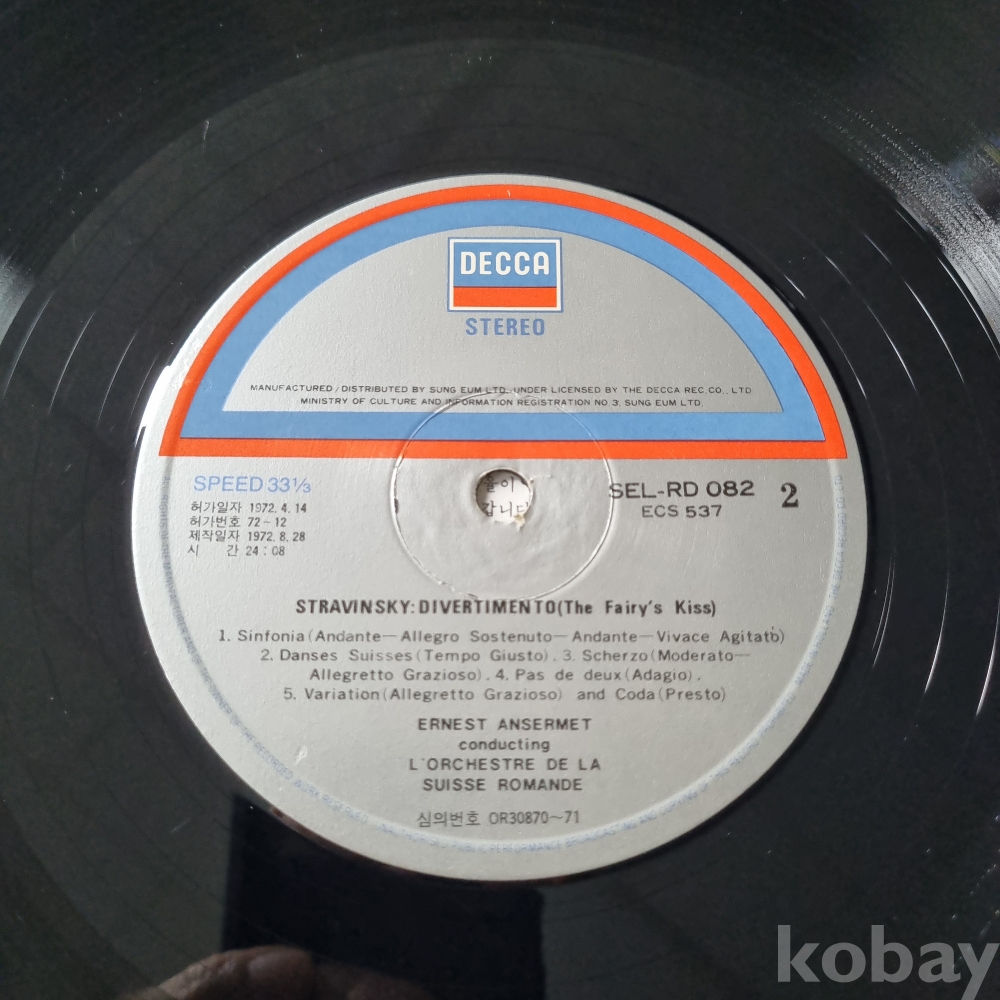 DECCA
STEREO
MANUFACTURED/DISTRIBUTED BY SUNG EUM LTD., UNDER LICENSED BY THE DECCA REC. CO., LTD
MINISTRY OF CULTURE AND INFORMATION REGISTRATION NO. 3. SUNG EUM LTD.
SPEED 33⅓
허가일자 1972.4.14
허가번호 72-12
제작일자 1972.8.28
시 간 24:08
SEL-RD 082
ECS 537
2
STRAVINSKY: DIVERTIMENTO (The Fairy's Kiss)
1. Sinfonia (Andante—Allegro Sostenuto—Andante—Vivace Agitato)
2. Danses Suisses (Tempo Giusto). 3. Scherzo (Moderato—
Allegretto Grazioso). 4. Pas de deux (Adagio).
5. Variation (Allegretto Grazioso) and Coda (Presto)
ERNEST ANSERMET
conducting
L'ORCHESTRE DE LA
SUISSE ROMANDE
심의번호 OR30870~71
kobay